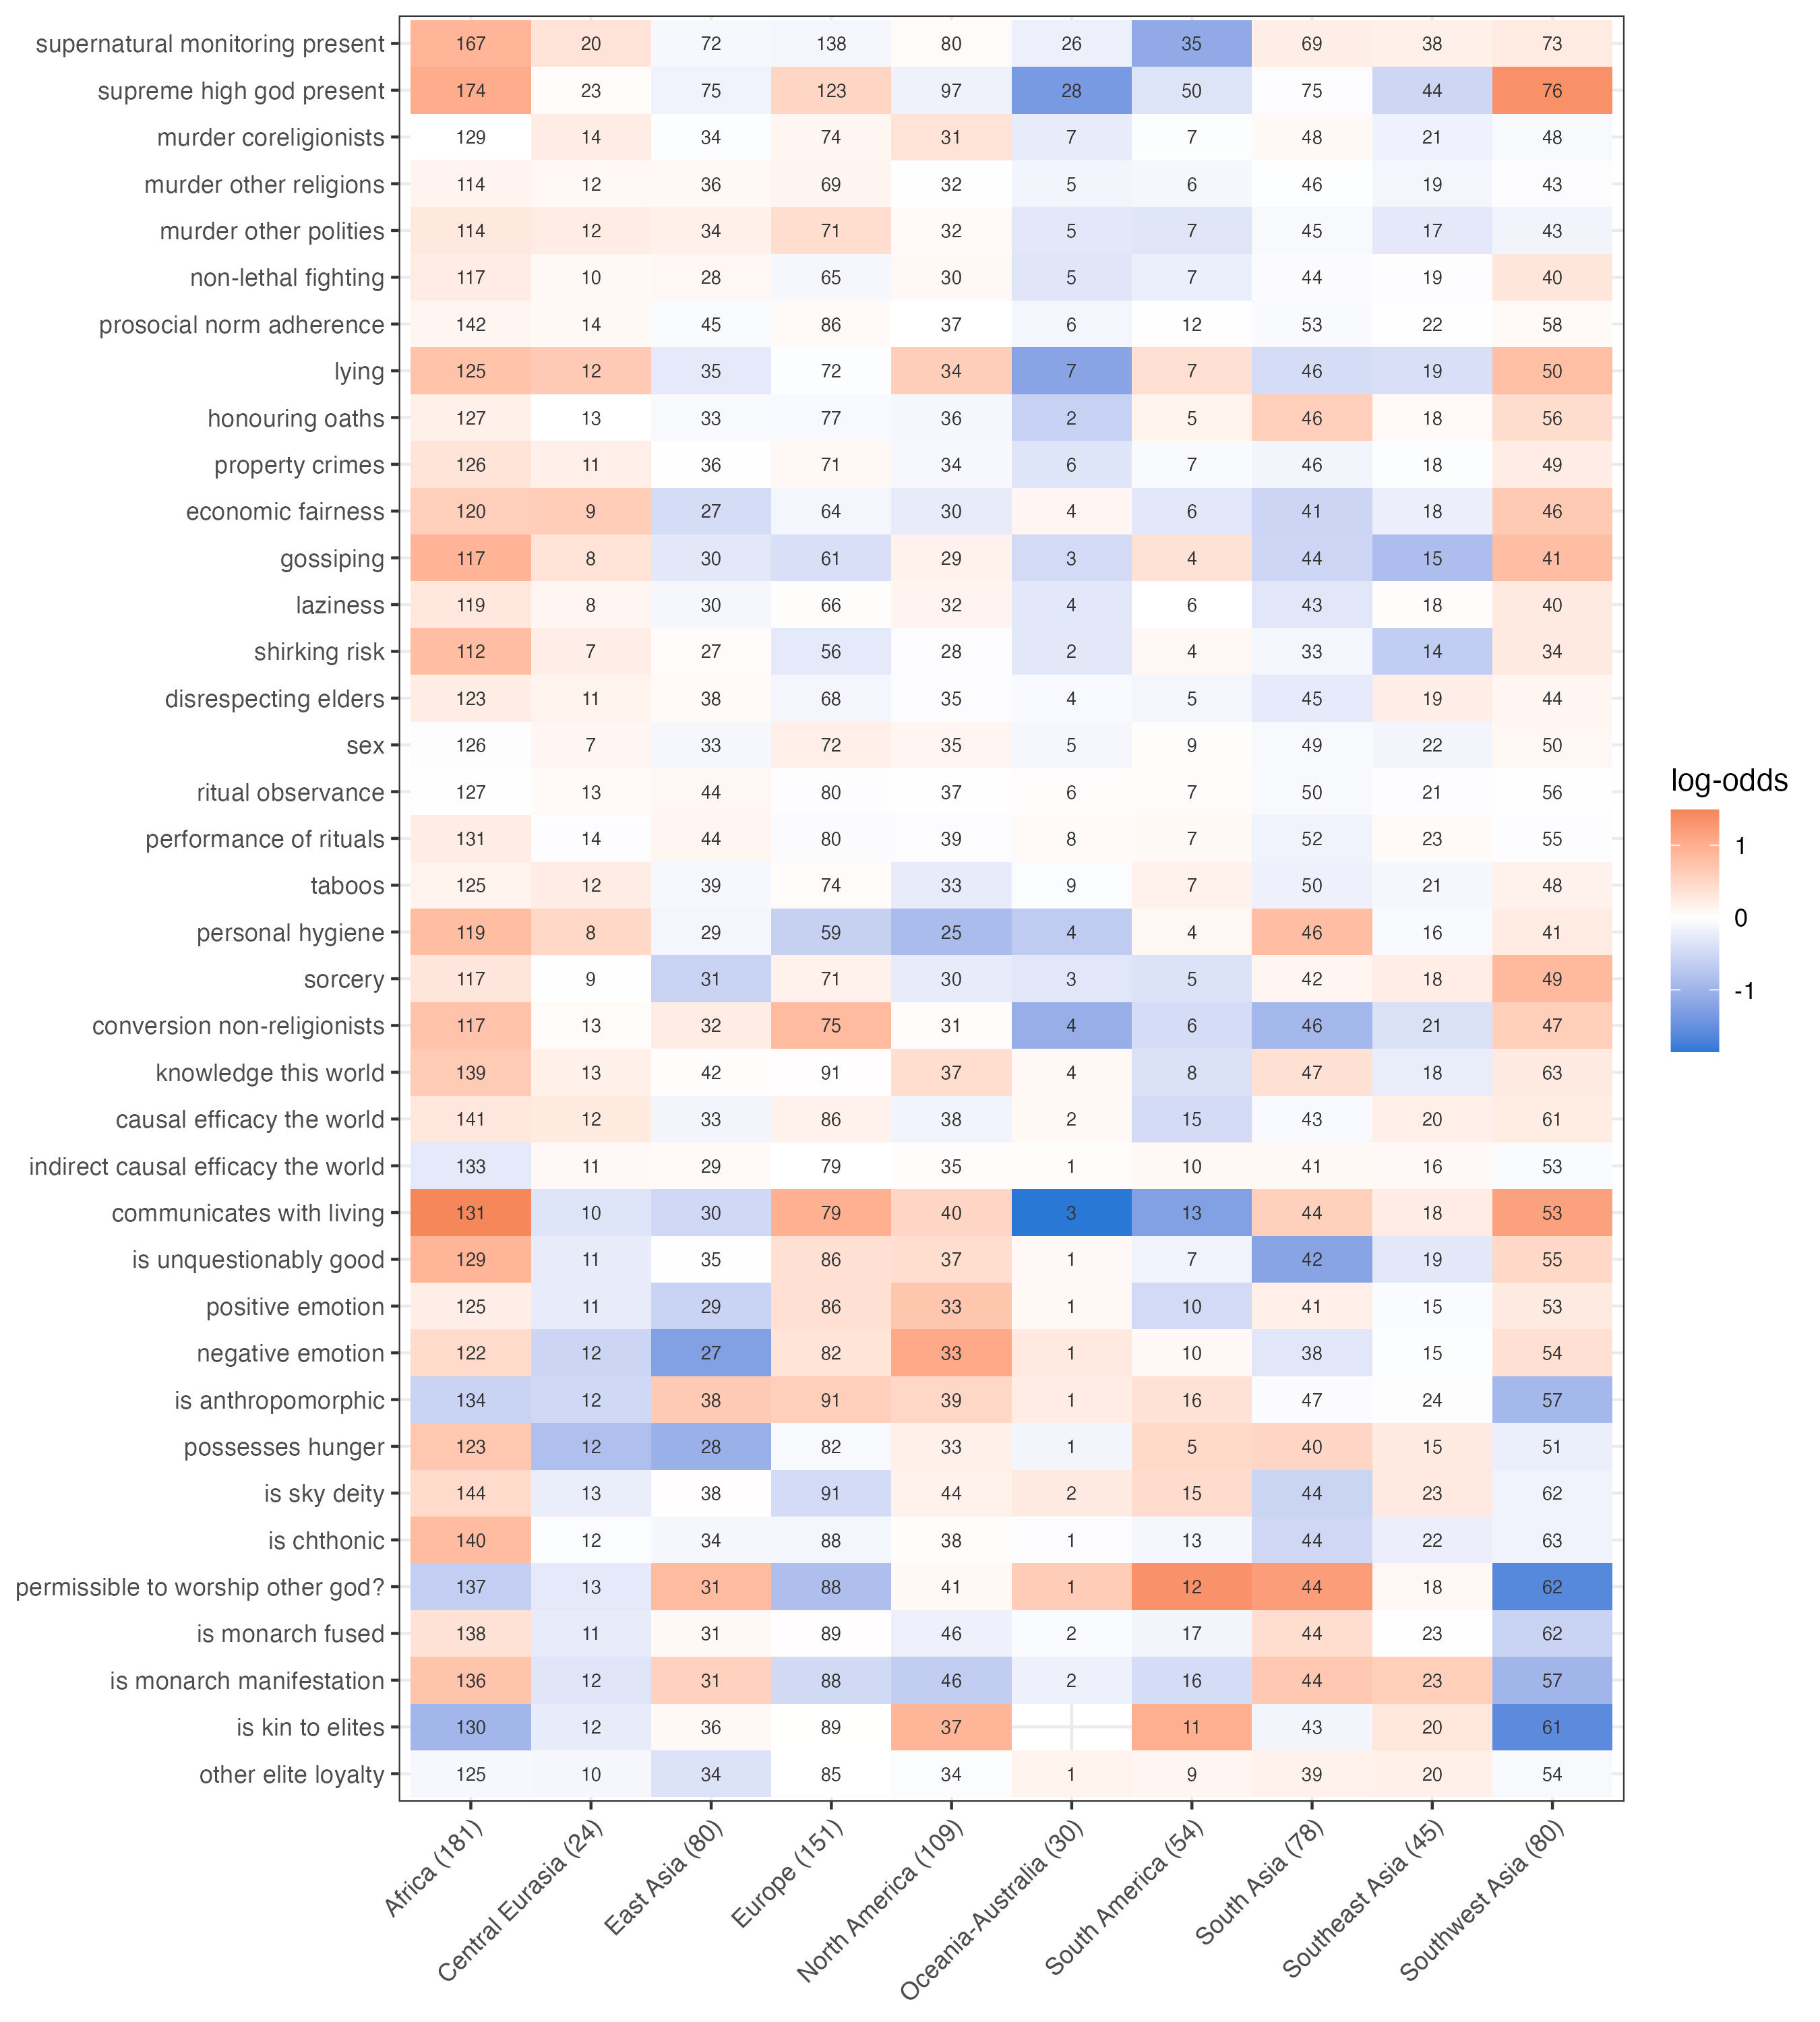 supernatural monitoring present 167 20 72 138 80 26 35 69 38 73
supreme high god present 174 23 75 123 97 28 50 75 44 76
murder coreligionists 129 14 34 74 31 7 7 48 21 48
murder other religions 114 12 36 69 32 5 6 46 19 43
murder other polities 114 12 34 71 32 5 7 45 17 43
non-lethal fighting 117 10 28 65 30 5 7 44 19 40
prosocial norm adherence 142 14 45 86 37 6 12 53 22 58
lying 125 12 35 72 34 7 7 46 19 50
honouring oaths 127 13 33 77 36 2 5 46 18 56
property crimes 126 11 36 71 34 6 7 46 18 49
economic fairness 120 9 27 64 30 4 6 41 18 46
gossiping 117 8 30 61 29 3 4 44 15 41
laziness 119 8 30 66 32 4 6 43 18 40
shirking risk 112 7 27 56 28 2 4 33 14 34
disrespecting elders 123 11 38 68 35 4 5 45 19 44
sex 126 7 33 72 35 5 9 49 22 50
ritual observance 127 13 44 80 37 6 7 50 21 56
performance of rituals 131 14 44 80 39 8 7 52 23 55
taboos 125 12 39 74 33 9 7 50 21 48
personal hygiene 119 8 29 59 25 4 4 46 16 41
sorcery 117 9 31 71 30 3 5 42 18 49
conversion non-religionists 117 13 32 75 31 4 6 46 21 47
knowledge this world 139 13 42 91 37 4 8 47 18 63
causal efficacy the world 141 12 33 86 38 2 15 43 20 61
indirect causal efficacy the world 133 11 29 79 35 1 10 41 16 53
communicates with living 131 10 30 79 40 3 13 44 18 53
is unquestionably good 129 11 35 86 37 1 7 42 19 55
positive emotion 125 11 29 86 33 1 10 41 15 53
negative emotion 122 12 27 82 33 1 10 38 15 54
is anthropomorphic 134 12 38 91 39 1 16 47 24 57
possesses hunger 123 12 28 82 33 1 5 40 15 51
is sky deity 144 13 38 91 44 2 15 44 23 62
is chthonic 140 12 34 88 38 1 13 44 22 63
permissible to worship other god? 137 13 31 88 41 1 12 44 18 62
is monarch fused 138 11 31 89 46 2 17 44 23 62
is monarch manifestation 136 12 31 88 46 2 16 44 23 57
is kin to elites 130 12 36 89 37 11 43 20 61
other elite loyalty 125 10 34 85 34 1 9 39 20 54
Africa (181)
Central Eurasia (24)
East Asia (80)
Europe (151)
North America (109)
Oceania-Australia (30)
South America (54)
South Asia (78)
Southeast Asia (45)
Southwest Asia (80)
log-odds
1
0
-1